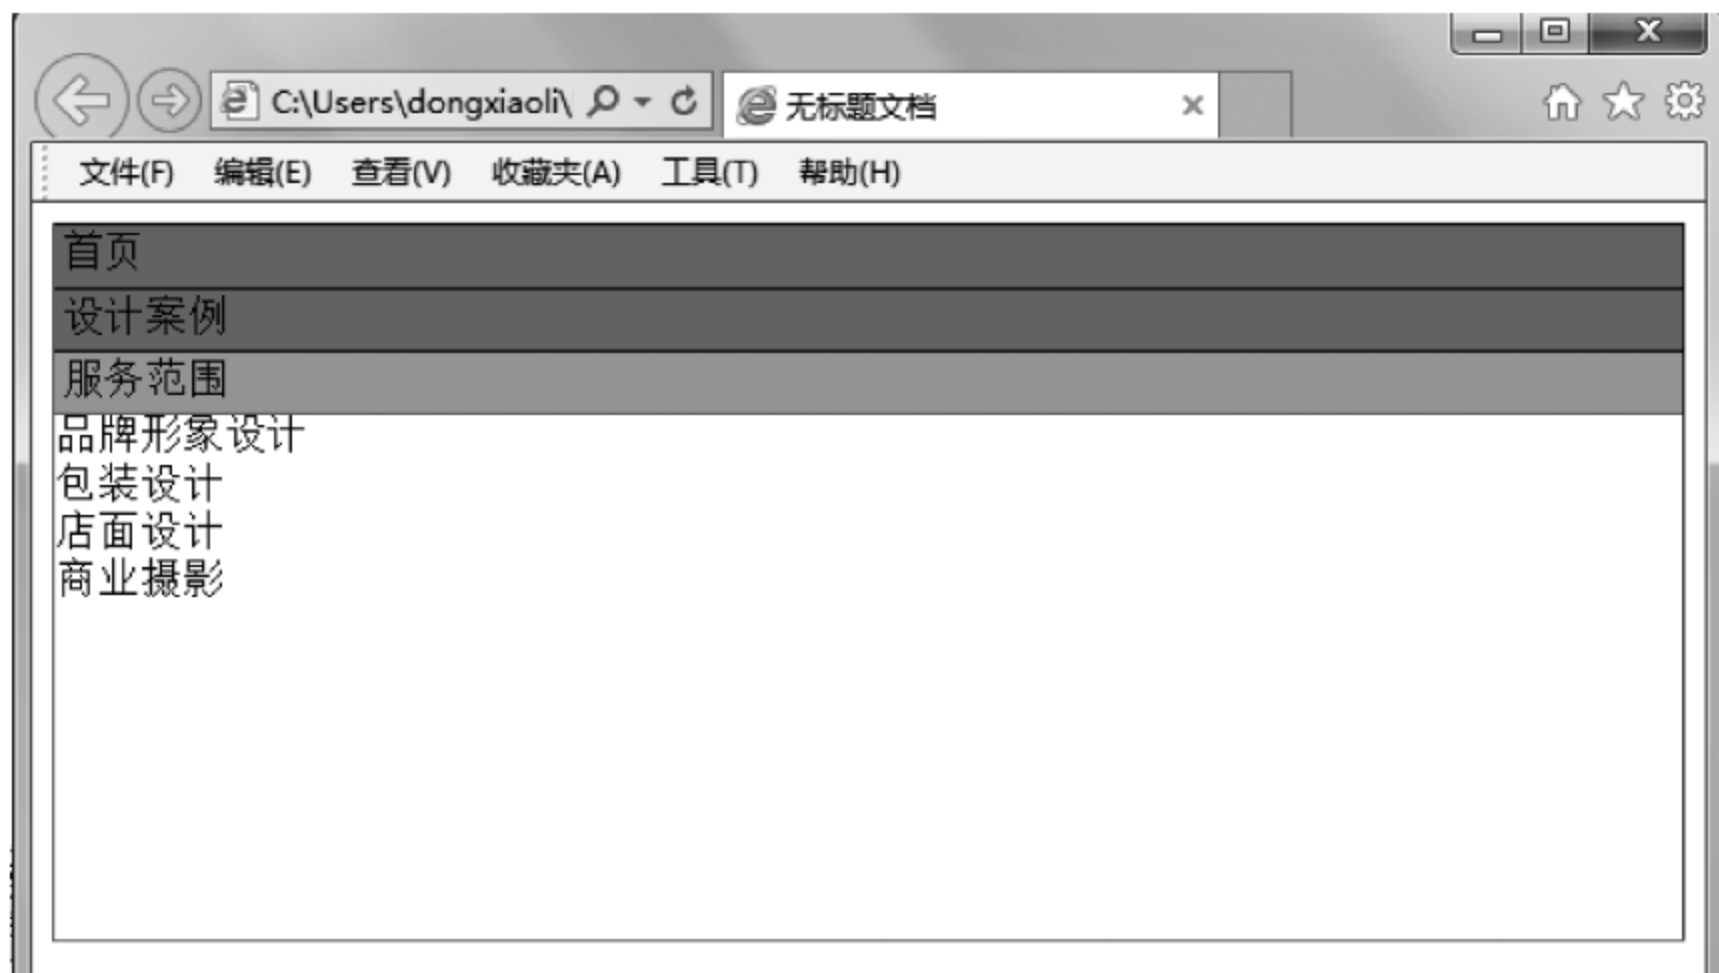 C:\Users\dongxiaoli\ 无标题文档
文件(F) 编辑(E) 查看(V) 收藏夹(A) 工具(T) 帮助(H)
首页
设计案例
服务范围
品牌形象设计
包装设计
店面设计
商业摄影